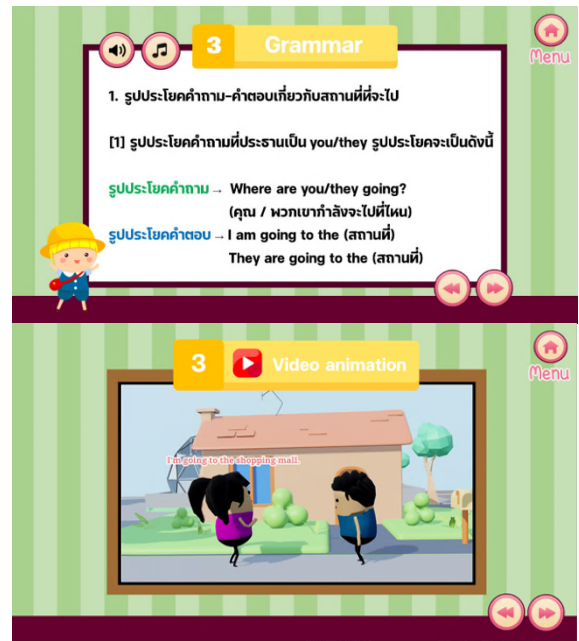 3 Grammar
Menu
1. รูปประโยคคำถาม-คำตอบเกี่ยวกับสถานที่ที่จะไป
[1] รูปประโยคคำถามที่ประธานเป็น you/they รูปประโยคจะเป็นดังนี้
รูปประโยคคำถาม → Where are you/they going?
(คุณ / พวกเขากำลังจะไปที่ไหน)
รูปประโยคคำตอบ → I am going to the (สถานที่)
They are going to the (สถานที่)
3 Video animation
Menu
I'm going to the shopping mall.